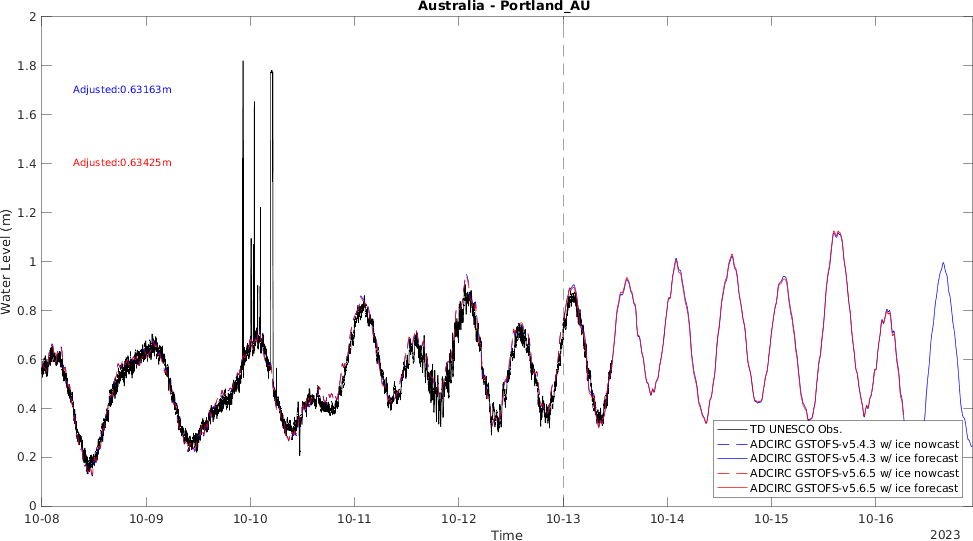 Australia - Portland_AU
2
1.8
1.6
1.4
1.2
1
0.8
0.6
0.4
0.2
0
Water Level (m)
Adjusted:0.63163m
Adjusted:0.63425m
TD UNESCO Obs.
ADCIRC GSTOFS-v5.4.3 w/ ice nowcast
ADCIRC GSTOFS-v5.4.3 w/ ice forecast
ADCIRC GSTOFS-v5.6.5 w/ ice nowcast
ADCIRC GSTOFS-v5.6.5 w/ ice forecast
10-08 10-09 10-10 10-11 10-12 10-13 10-14 10-15 10-16
Time
2023